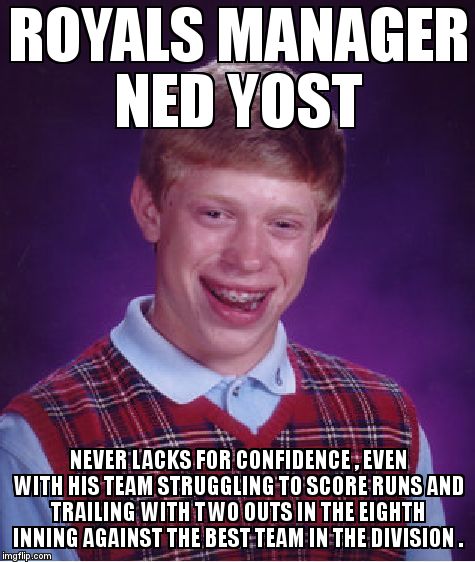 ROYALS MANAGER
NED YOST
NEVER LACKS FOR CONFIDENCE , EVEN
WITH HIS TEAM STRUGGLING TO SCORE RUNS AND
TRAILING WITH TWO OUTS IN THE EIGHTH
INNING AGAINST THE BEST TEAM IN THE DIVISION .
imgflip.com